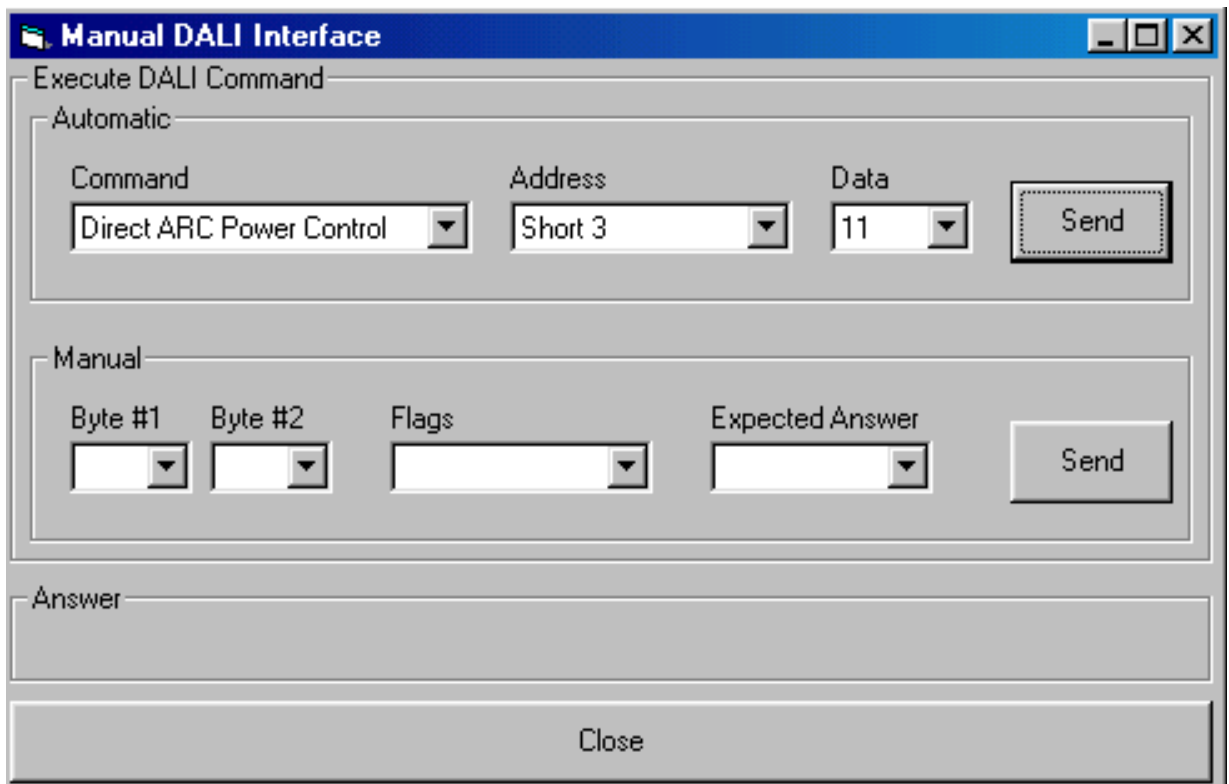 Manual DALI Interface
Execute DALI Command
Automatic
Command Address Data
Direct ARC Power Control Short 3 11 Send
Manual
Byte #1 Byte #2 Flags Expected Answer
Send
Answer
Close